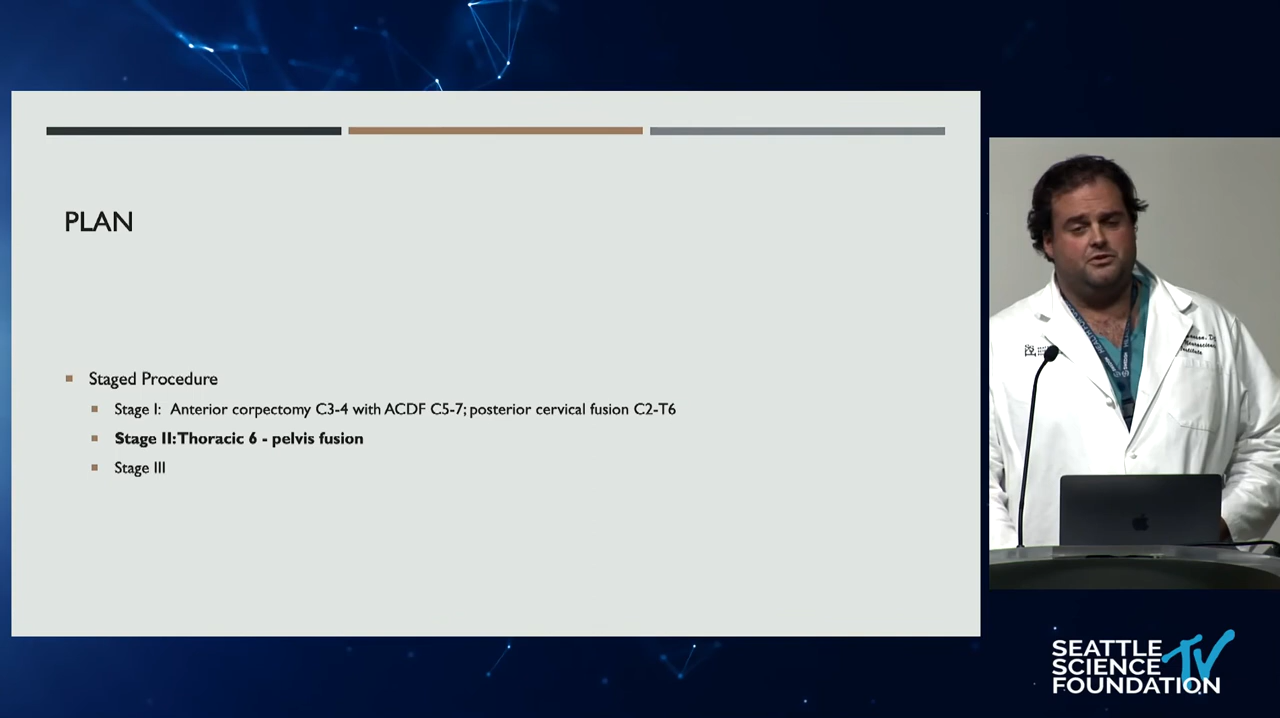 PLAN
Staged Procedure
Stage I: Anterior corpectomy C3-4 with ACDF C5-7; posterior cervical fusion C2-T6
Stage II: Thoracic 6 - pelvis fusion
Stage III
SEATTLE
SCIENCE
FOUNDATION
TV